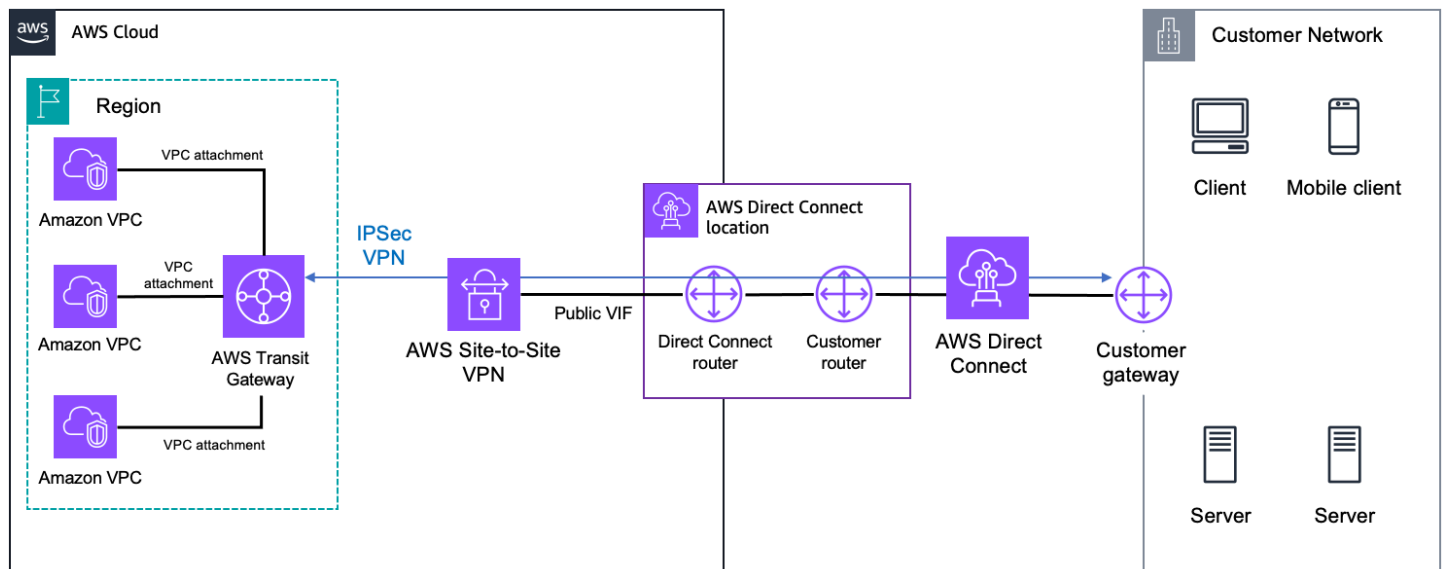 aws
AWS Cloud
Region
VPC attachment
Amazon VPC
VPC
attachment
Amazon VPC
AWS Transit
Gateway
VPC attachment
Amazon VPC
IPSec
VPN
AWS Site-to-Site
VPN
Public VIF
AWS Direct Connect
location
Direct Connect
router
Customer
router
AWS Direct
Connect
Customer
gateway
Customer Network
Client
Mobile client
Server
Server